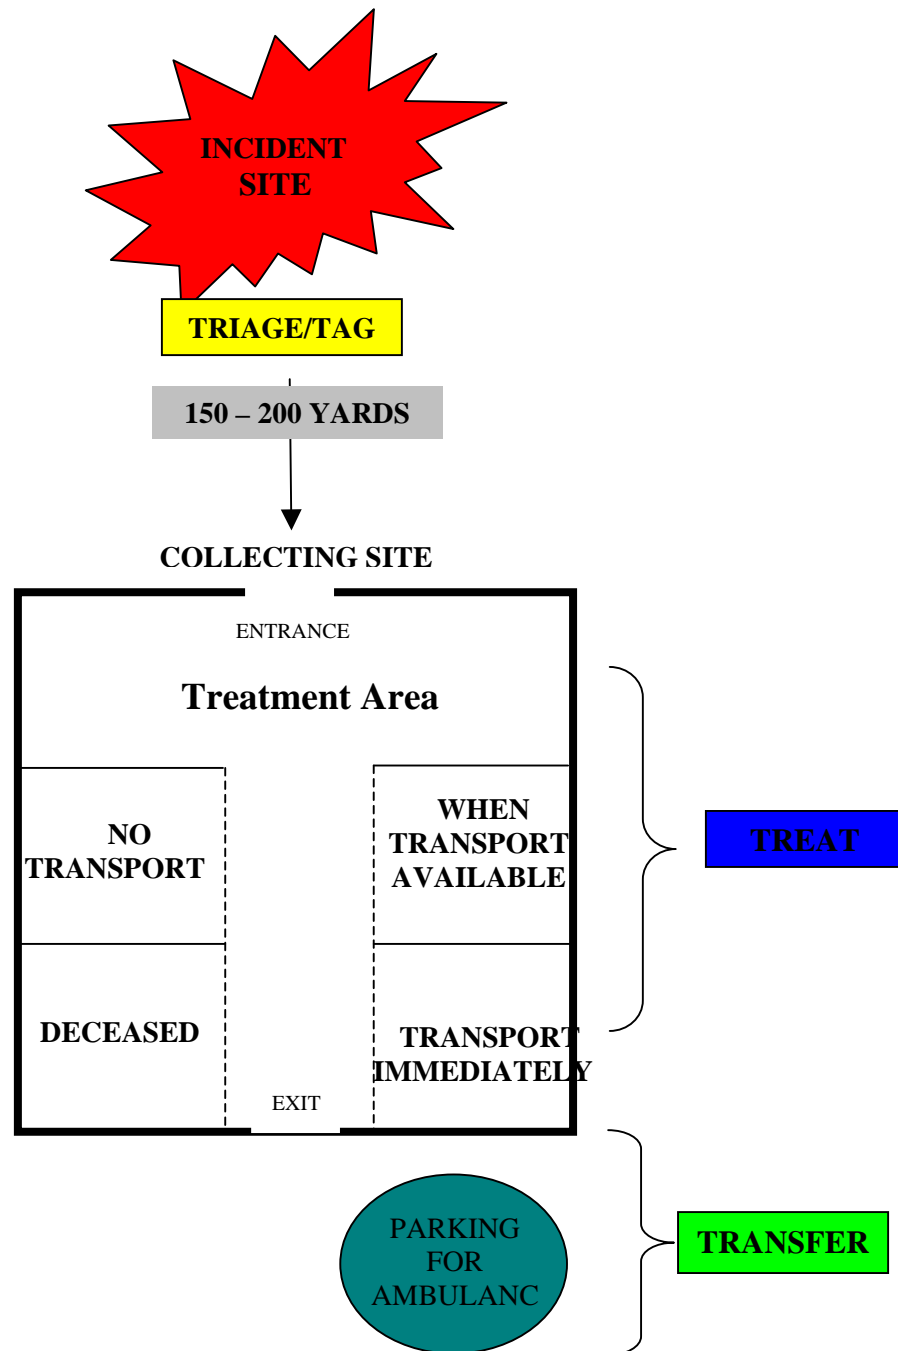 INCIDENT
SITE
TRIAGE/TAG
150 – 200 YARDS
COLLECTING SITE
ENTRANCE
Treatment Area
NO
TRANSPORT
WHEN
TRANSPORT
AVAILABLE
TREAT
DECEASED
TRANSPORT
IMMEDIATELY
EXIT
PARKING
FOR
AMBULANC
TRANSFER